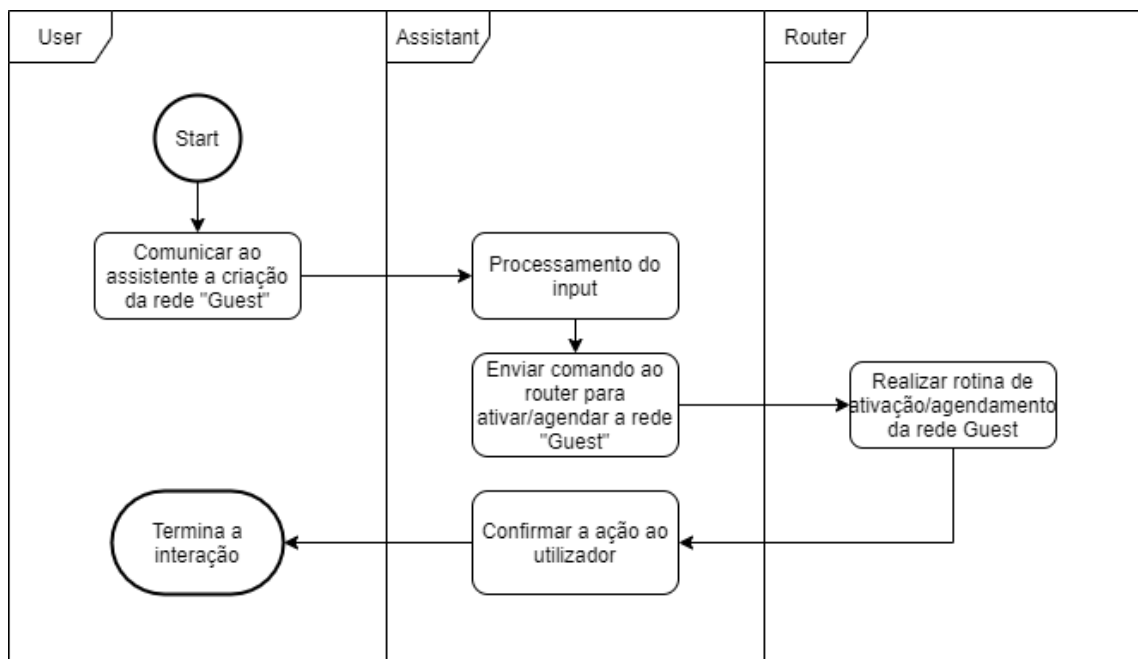 User
Assistant
Router
Start
Comunicar ao
assistente a criação
da rede "Guest"
Processamento do
input
Enviar comando ao
router para
ativar/agendar a rede
"Guest"
Realizar rotina de
ativação/agendamento
da rede Guest
Termina a
interação
Confirmar a ação ao
utilizador